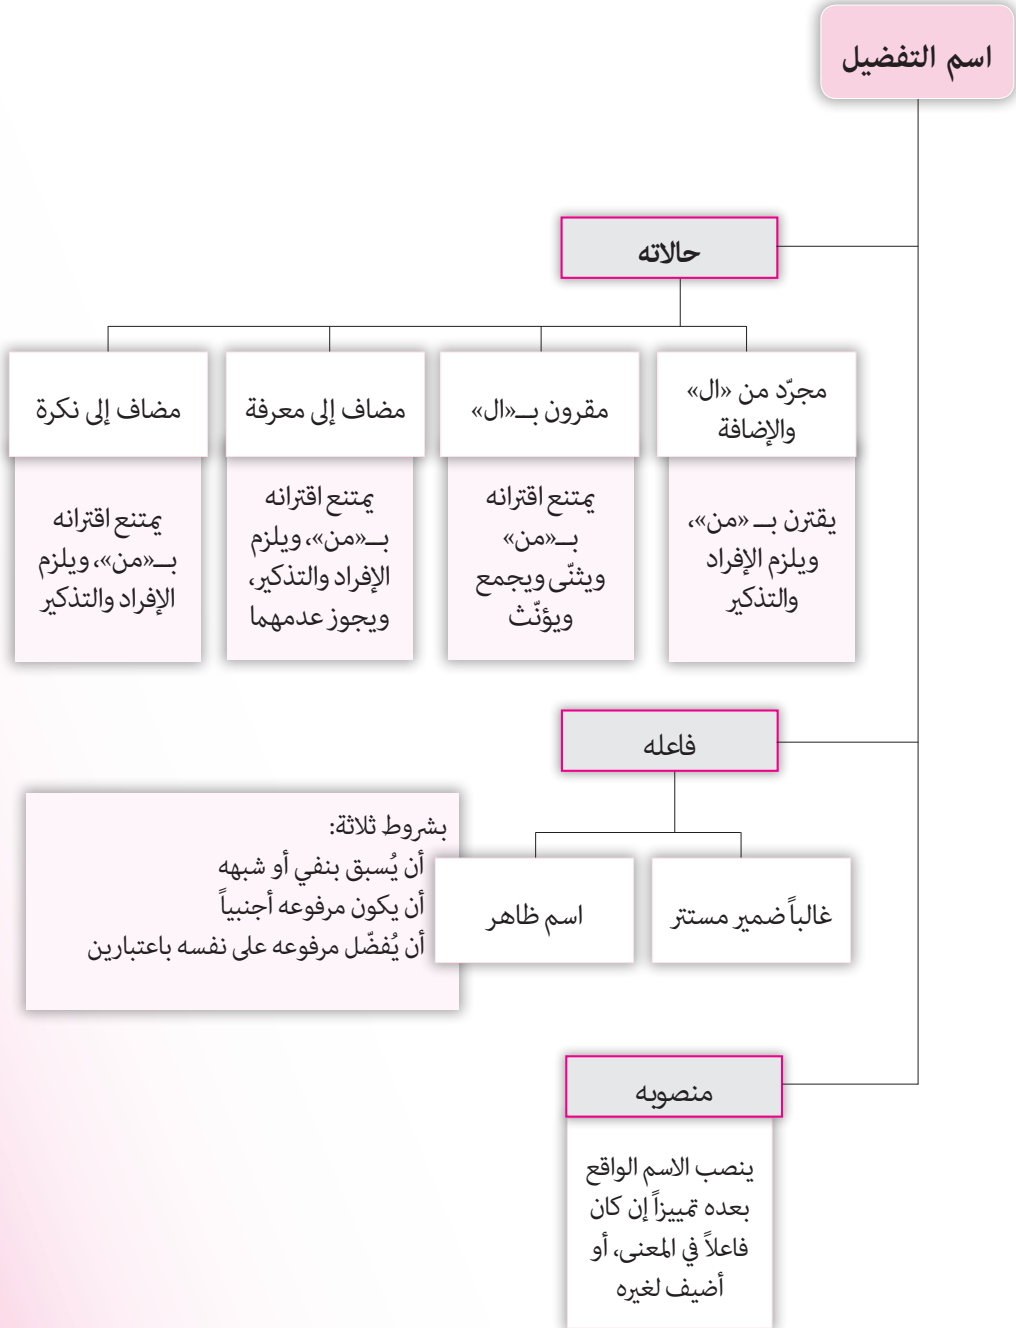 اسم التفضيل
حالاته
مجرّد من «ال»
والإضافة
يقترن بـــ «من»،
ويلزم الإفراد
والتذكير
مقرون بـــ«ال»
يمتنع اقترانه
بـــ«من»
ويثنّى ويجمع
ويؤنّث
مضاف إلى معرفة
يمتنع اقترانه
بـــ«من»، ويلزم
الإفراد والتذكير،
ويجوز عدمهما
مضاف إلى نكرة
يمتنع اقترانه
بـــ«من»، ويلزم
الإفراد والتذكير
فاعله
غالباً ضمير مستتر
اسم ظاهر
بشروط ثلاثة:
أن يُسبق بنفي أو شبهه
أن يكون مرفوعه أجنبياً
أن يُفضّل مرفوعه على نفسه باعتبارين
منصوبه
ينصب الاسم الواقع
بعده تمييزاً إن كان
فاعلاً في المعنى، أو
أضيف لغيره